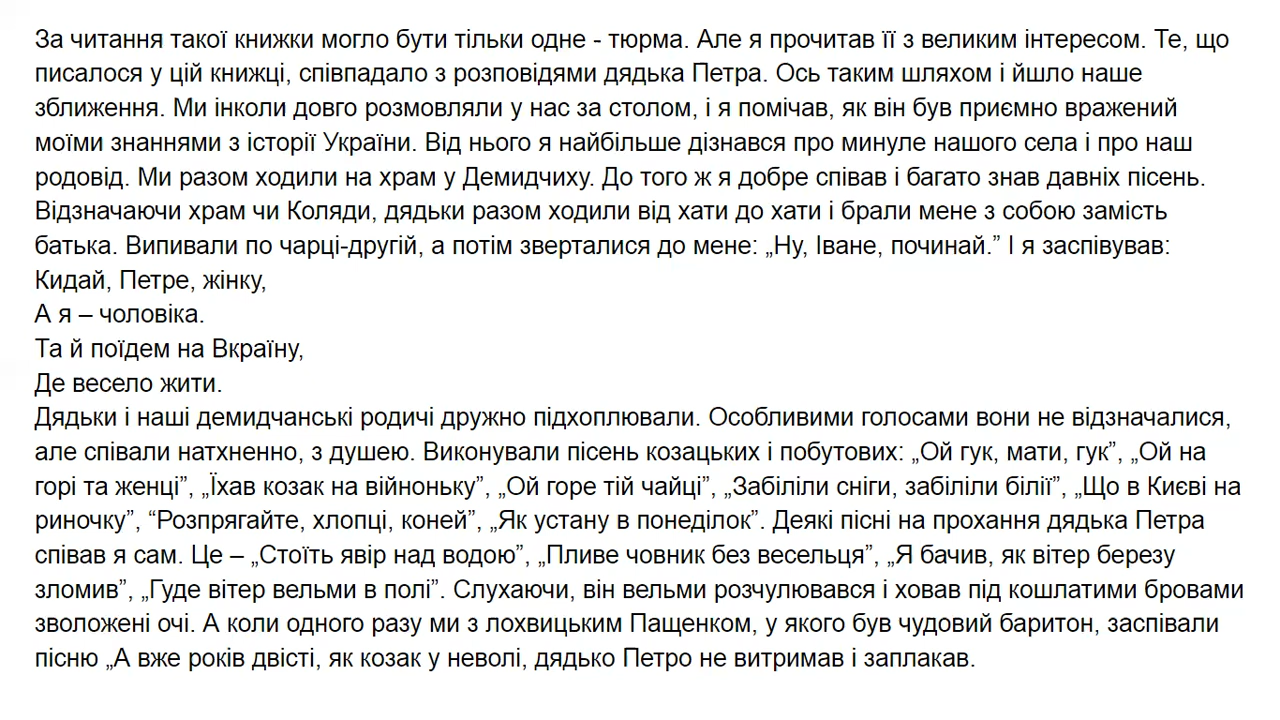 За читання такої книжки могло бути тільки одне - тюрма. Але я прочитав її з великим інтересом. Те, що
писалося у цій книжці, співпадало з розповідями дядька Петра. Ось таким шляхом і йшло наше
зближення. Ми інколи довго розмовляли у нас за столом, і я помічав, як він був приємно вражений
моїми знаннями з історії України. Від нього я найбільше дізнався про минуле нашого села і про наш
родовід. Ми разом ходили на храм у Демидчиху. До того ж я добре співав і багато знав давніх пісень.
Відзначаючи храм чи Коляди, дядьки разом ходили від хати до хати і брали мене з собою замість
батька. Випивали по чарці-другій, а потім зверталися до мене: „Ну, Іване, починай.” І я заспівував:
Кидай, Петре, жінку,
А я – чоловіка.
Та й поїдем на Вкраїну,
Де весело жити.
Дядьки і наші демидчанські родичі дружно підхоплювали. Особливими голосами вони не відзначалися,
але співали натхненно, з душею. Виконували пісень козацьких і побутових: „Ой гук, мати, гук”, „Ой на
горі та женці”, „Їхав козак на війноньку”, „Ой горе тій чайці”, „Забіліли сніги, забіліли білії”, „Що в Києві на
риночку”, “Розпрягайте, хлопці, коней”, „Як устану в понеділок”. Деякі пісні на прохання дядька Петра
співав я сам. Це – „Стоїть явір над водою”, „Пливе човник без весельця”, „Я бачив, як вітер березу
зломив”, „Гуде вітер вельми в полі”. Слухаючи, він вельми розчулювався і ховав під кошлатими бровами
зволожені очі. А коли одного разу ми з лохвицьким Пащенком, у якого був чудовий баритон, заспівали
пісню „А вже років двісті, як козак у неволі, дядько Петро не витримав і заплакав.